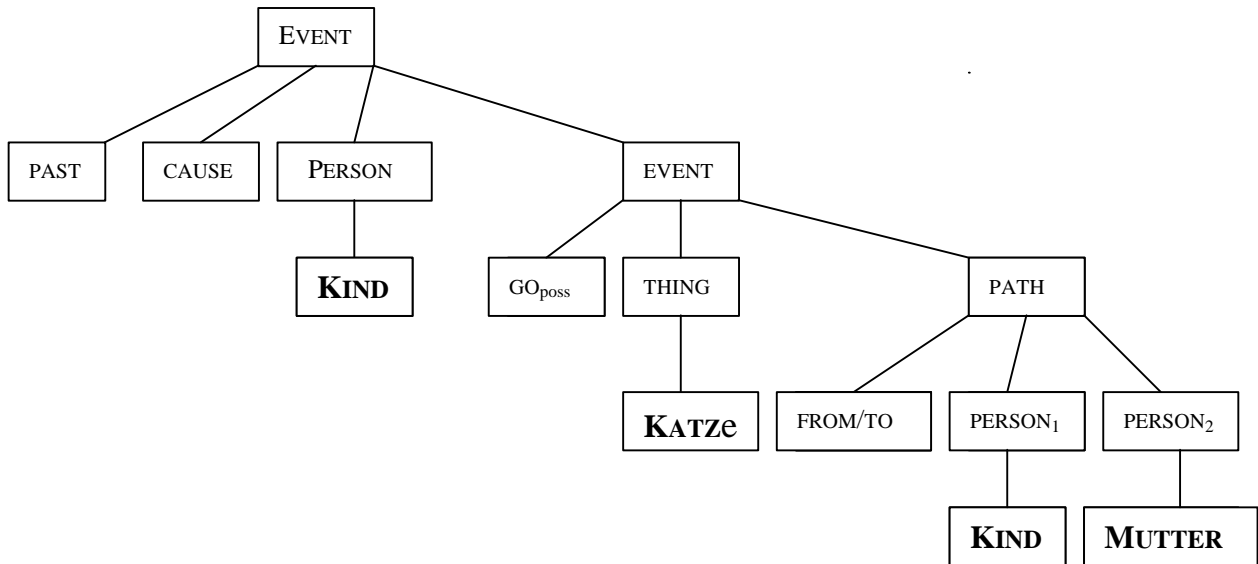 EVENT
PAST CAUSE PERSON EVENT
KIND GOposs THING PATH
KATZe FROM/TO PERSON1 PERSON2
KIND MUTTER